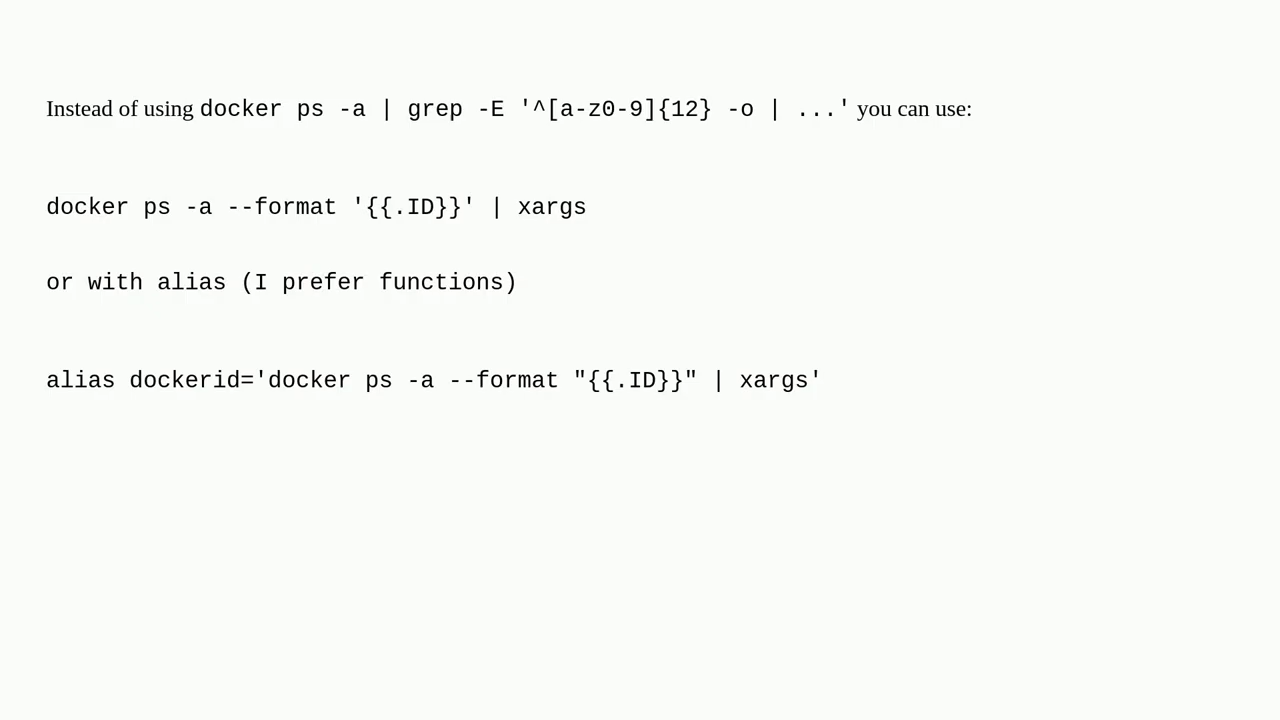 Instead of using docker ps -a | grep -E '^[a-z0-9]{12} -o | ...' you can use:
docker ps -a --format '{{.ID}}' | xargs
or with alias (I prefer functions)
alias dockerid='docker ps -a --format "{{.ID}}" | xargs'